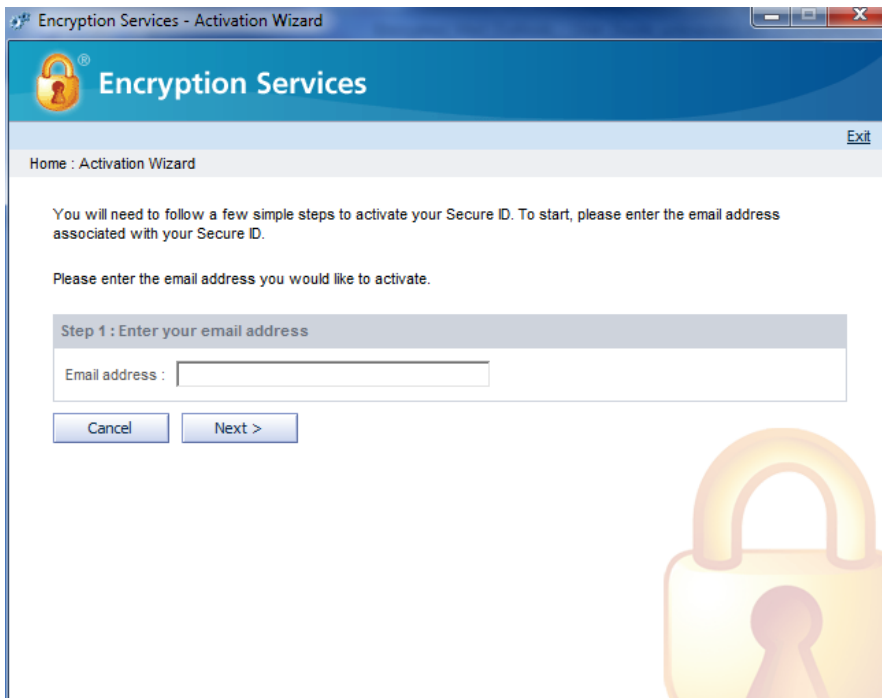 Encryption Services - Activation Wizard
® Encryption Services
Exit
Home : Activation Wizard
You will need to follow a few simple steps to activate your Secure ID. To start, please enter the email address
associated with your Secure ID.
Please enter the email address you would like to activate.
Step 1 : Enter your email address
Email address :
Cancel
Next >